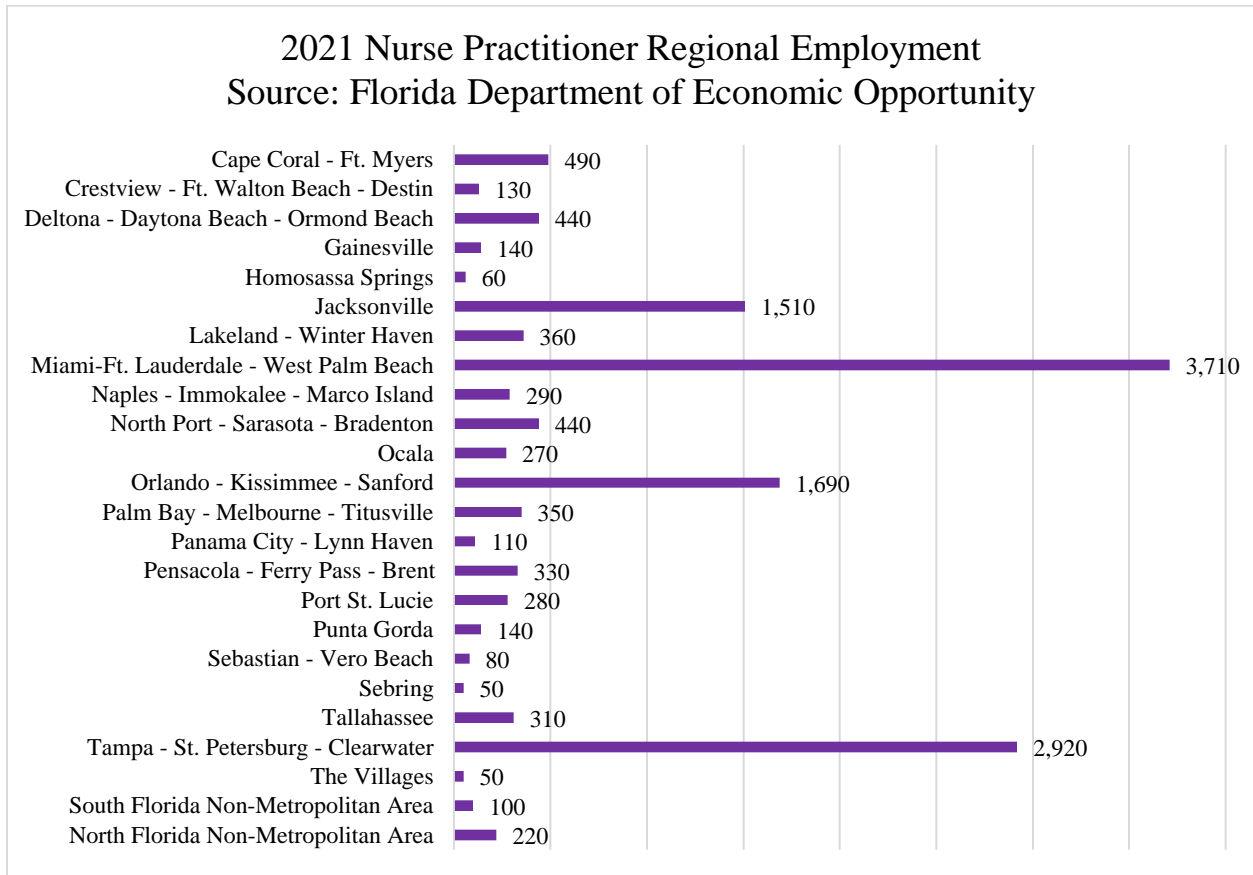 2021 Nurse Practitioner Regional Employment
Source: Florida Department of Economic Opportunity
Cape Coral - Ft. Myers 490
Crestview - Ft. Walton Beach - Destin 130
Deltona - Daytona Beach - Ormond Beach 440
Gainesville 140
Homosassa Springs 60
Jacksonville 1,510
Lakeland - Winter Haven 360
Miami-Ft. Lauderdale - West Palm Beach 3,710
Naples - Immokalee - Marco Island 290
North Port - Sarasota - Bradenton 440
Ocala 270
Orlando - Kissimmee - Sanford 1,690
Palm Bay - Melbourne - Titusville 350
Panama City - Lynn Haven 110
Pensacola - Ferry Pass - Brent 330
Port St. Lucie 280
Punta Gorda 140
Sebastian - Vero Beach 80
Sebring 50
Tallahassee 310
Tampa - St. Petersburg - Clearwater 2,920
The Villages 50
South Florida Non-Metropolitan Area 100
North Florida Non-Metropolitan Area 220